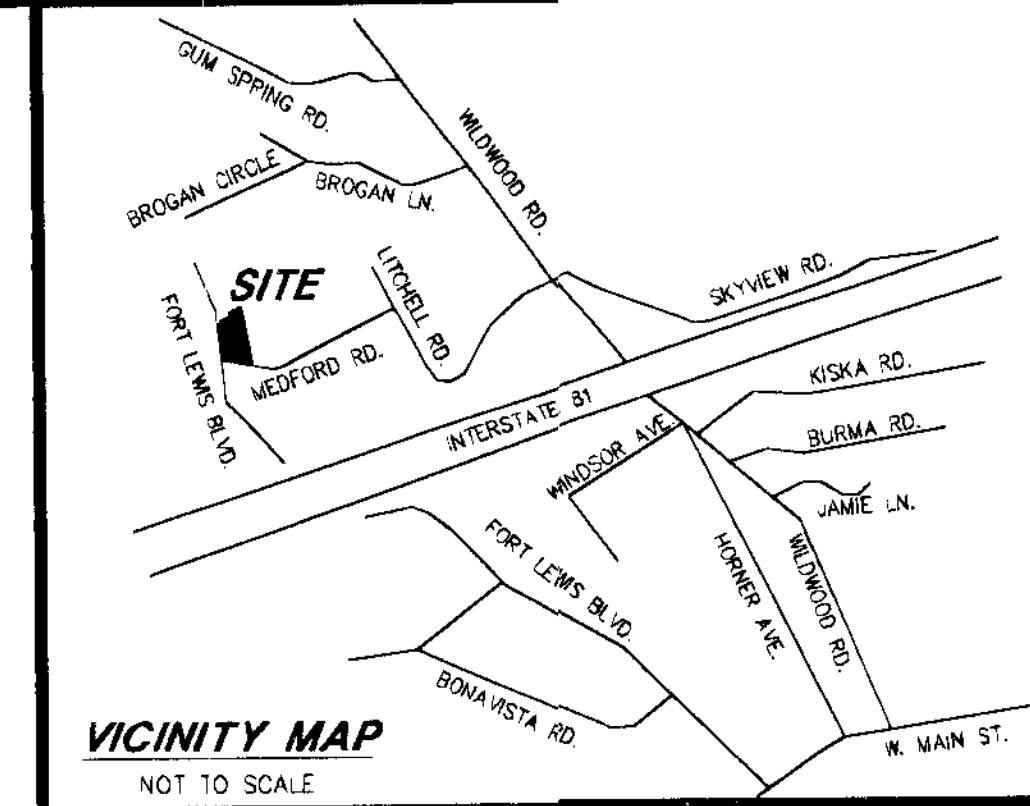 GUM SPRING RD.
WILDWOOD RD.
BROGAN CIRCLE
BROGAN LN.
SITE
LITCHELL RD.
SKYVIEW RD.
FORT LEWIS BLVD.
MEDFORD RD.
KISKA RD.
INTERSTATE 81
WINDSOR AVE.
BURMA RD.
JAMIE LN.
FORT LEWIS BLVD.
HORNER AVE.
WILDWOOD RD.
BONAVISTA RD.
VICINITY MAP
W. MAIN ST.
NOT TO SCALE